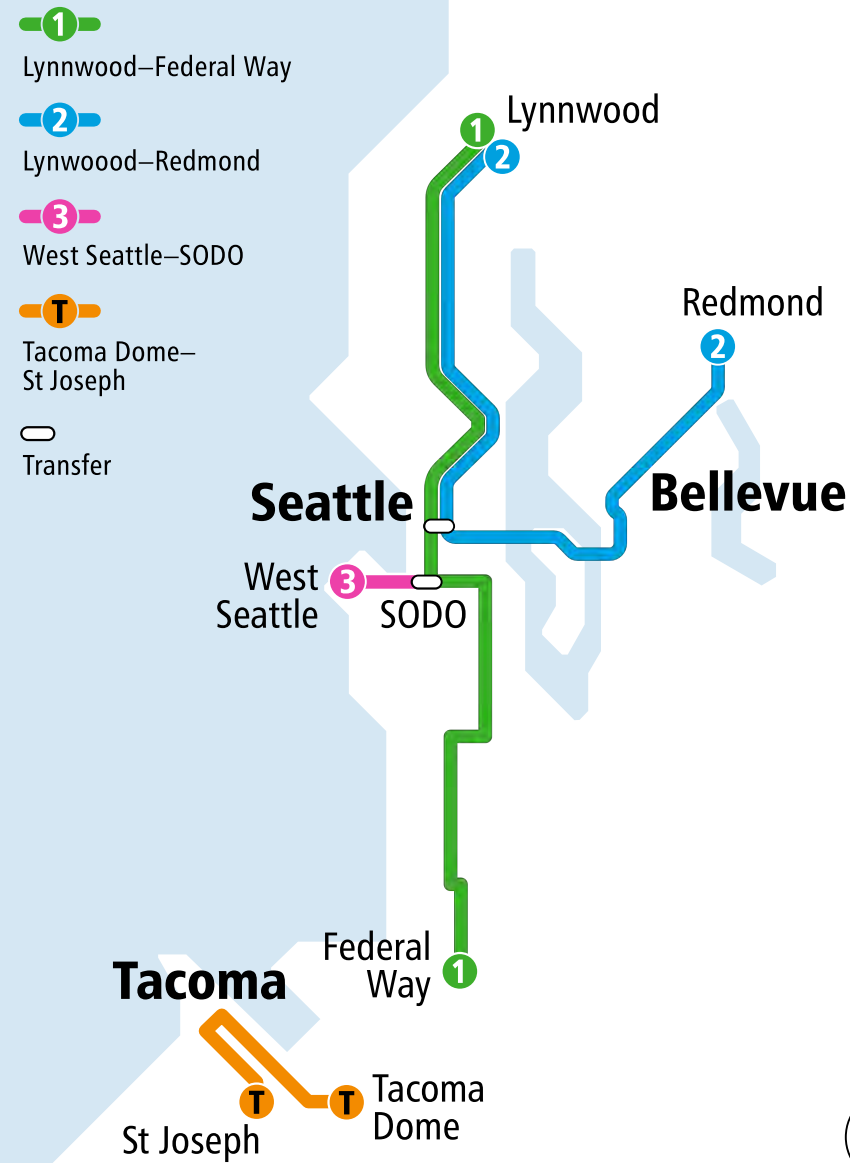 1
Lynnwood–Federal Way
2
Lynwoood–Redmond
3
West Seattle–SODO
T
Tacoma Dome–
St Joseph
Transfer
1
Lynnwood
2
Redmond
2
Seattle
Bellevue
West
Seattle
3
SODO
Federal
Way
1
Tacoma
T
St Joseph
T
Tacoma
Dome